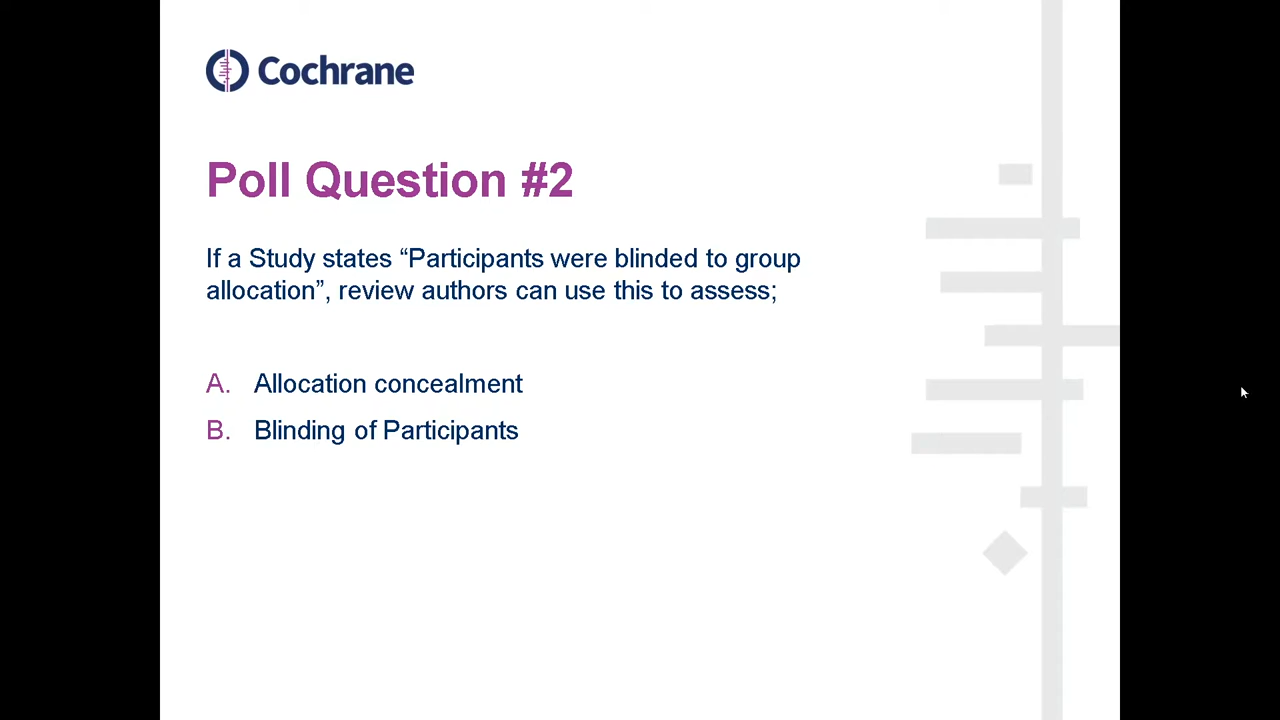 Cochrane
Poll Question #2
If a Study states “Participants were blinded to group
allocation”, review authors can use this to assess;
A. Allocation concealment
B. Blinding of Participants